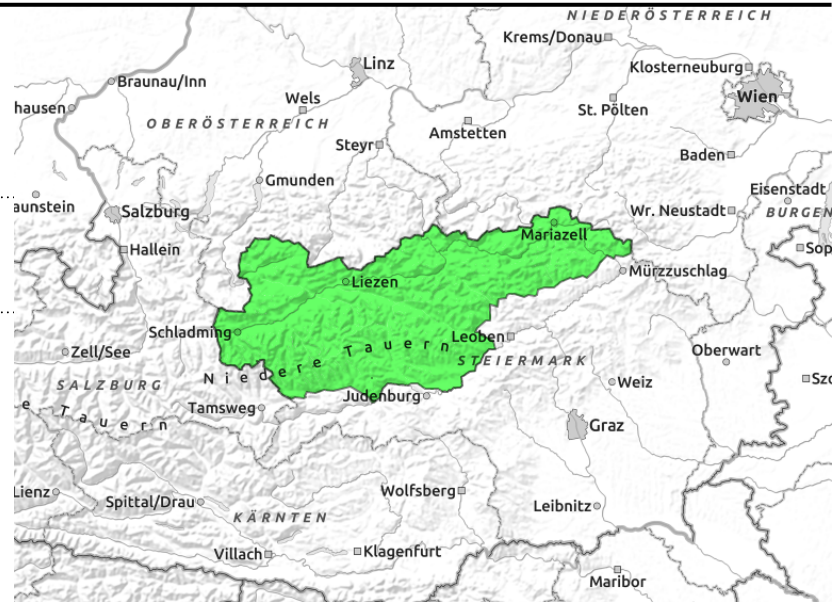 NIEDERÖSTERREICH
Krems/Donau
Linz
Klosterneuburg
Braunau/Inn
Wien
Wels
hausen
St. Pölten
OBERÖSTERREICH
Amstetten
Steyr
Baden
Gmunden
Eisenstadt
aunstein
Salzburg
Wr. Neustadt
BURGEN
Mariazell
Hallein
Sop
Mürzzuschlag
Liezen
Schladming
Leoben
Niedere Tauern
Zell/See
STEIERMARK
Oberwart
SALZBURG
Weiz
Szo
Judenburg
Tamsweg
e Tauern
Graz
Lienz
Wolfsberg
Spittal/Drau
Leibnitz
KÄRNTEN
Villach
Klagenfurt
Maribor